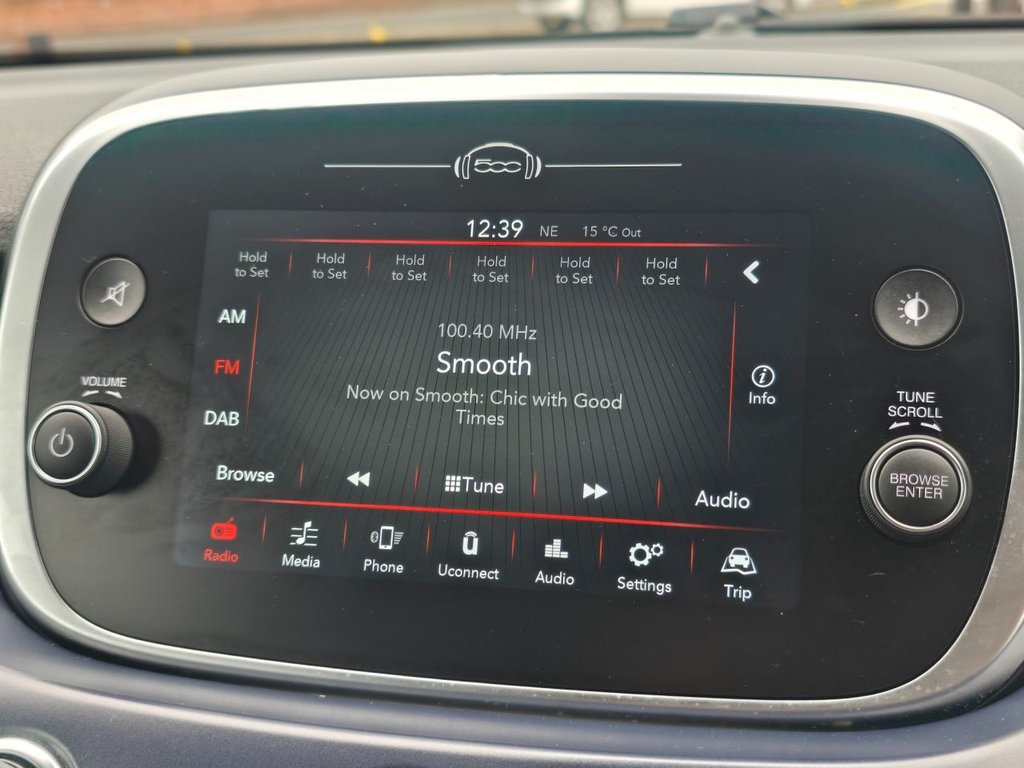 500
12:39 NE 15 °C Out
Hold to Set
Hold to Set
Hold to Set
Hold to Set
Hold to Set
Hold to Set
AM
FM
DAB
100.40 MHz
Smooth
Now on Smooth: Chic with Good
Times
i
Info
Browse
Tune
Audio
Radio
Media
Phone
Uconnect
Audio
Settings
Trip
VOLUME
TUNE
SCROLL
BROWSE
ENTER